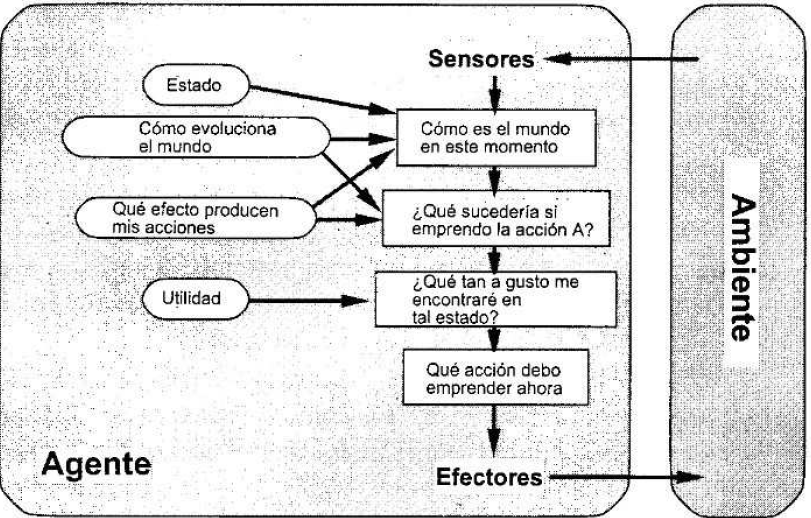 Sensores
Estado
Cómo evoluciona
el mundo
Cómo es el mundo
en este momento
Qué efecto producen
mis acciones
¿Qué sucedería si
emprendo la acción A?
Utilidad
¿Qué tan a gusto me
encontraré en
tal estado?
Qué acción debo
emprender ahora
Agente
Efectores
Ambiente